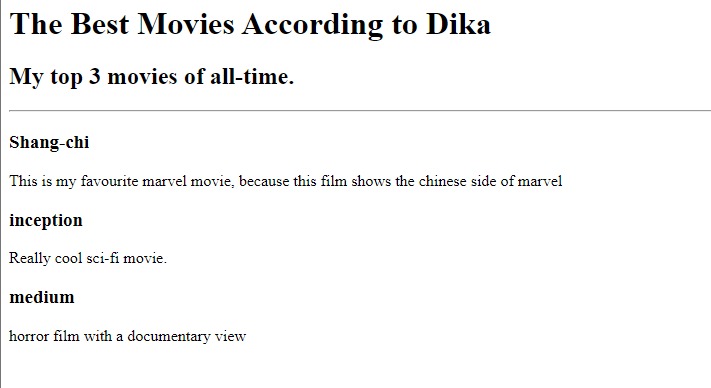 The Best Movies According to Dika
My top 3 movies of all-time.
Shang-chi
This is my favourite marvel movie, because this film shows the chinese side of marvel
inception
Really cool sci-fi movie.
medium
horror film with a documentary view